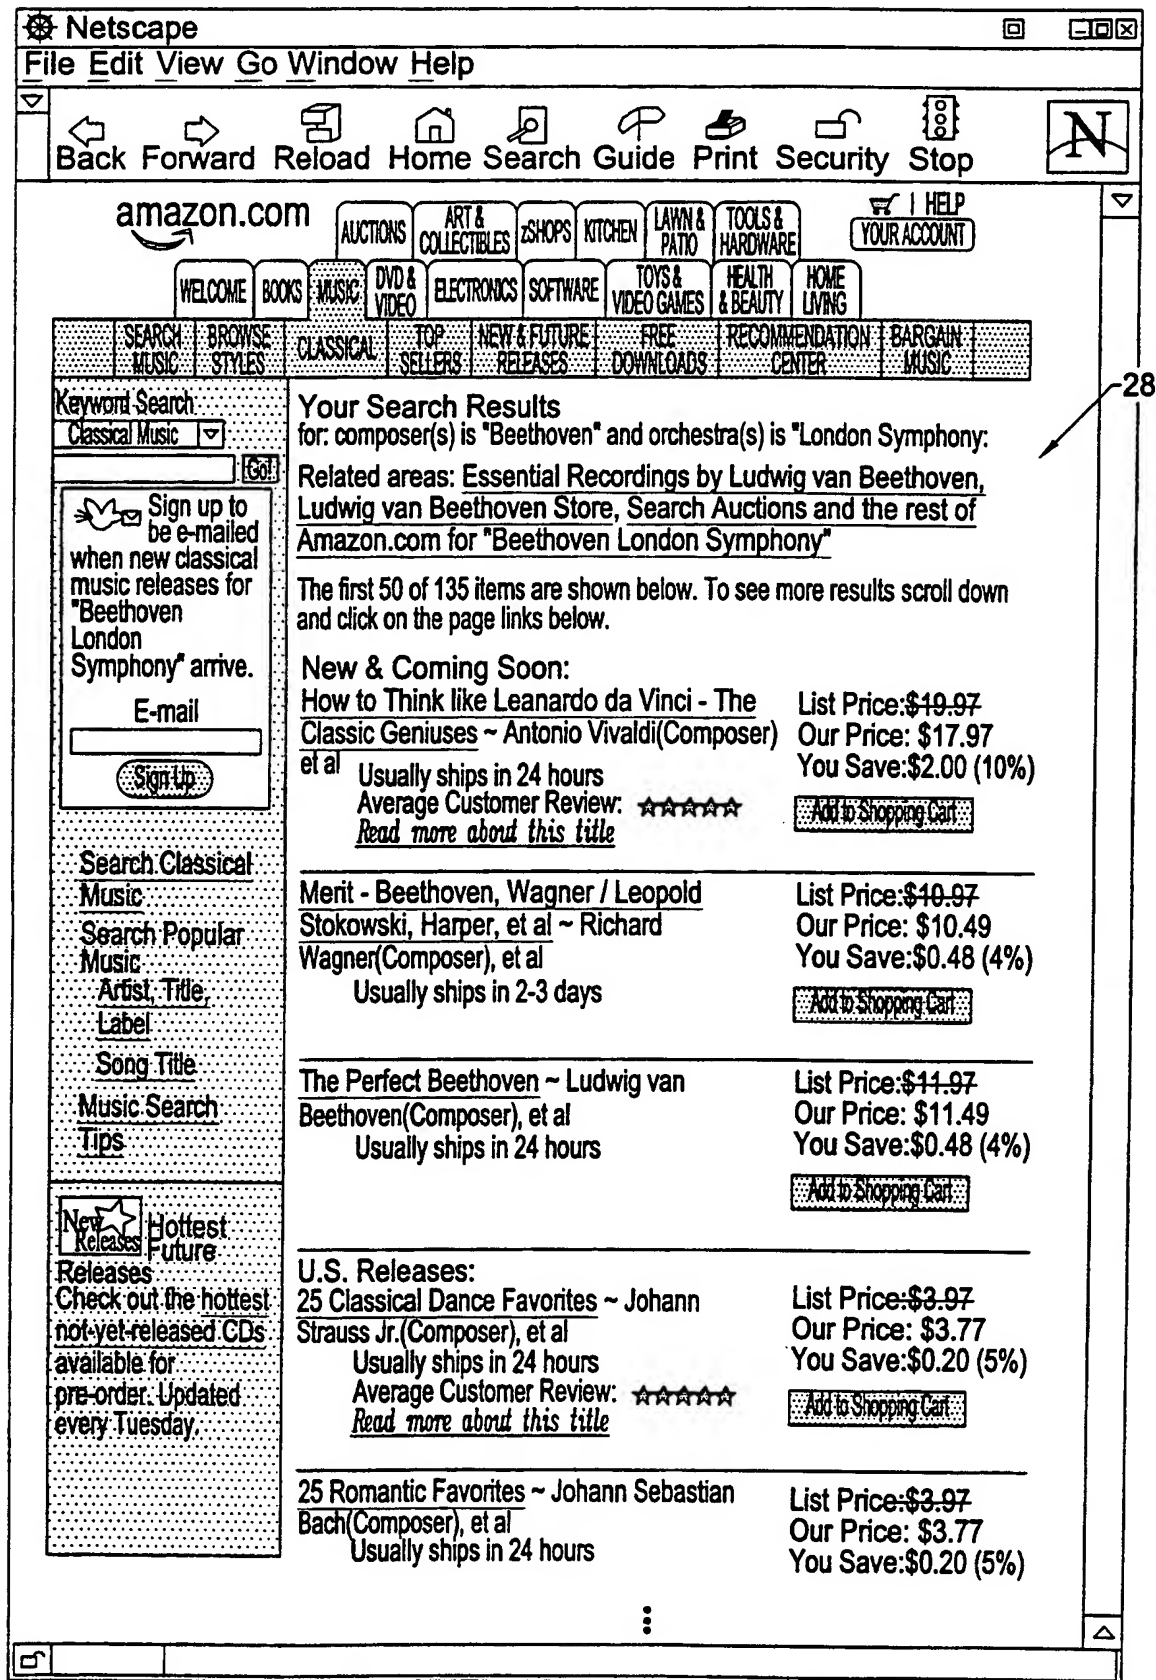 Netscape
File Edit View Go Window Help
Back Forward Reload Home Search Guide Print Security Stop
N
amazon.com
AUCTIONS ART & COLLECTIBLES zSHOPS KITCHEN LAWN & PATIO TOOLS & HARDWARE
| HELP
YOUR ACCOUNT
WELCOME BOOKS MUSIC DVD & VIDEO ELECTRONICS SOFTWARE TOYS & VIDEO GAMES HEALTH & BEAUTY HOME LIVING
SEARCH MUSIC BROWSE STYLES CLASSICAL TOP SELLERS NEW & FUTURE RELEASES FREE DOWNLOADS RECOMMENDATION CENTER BARGAIN MUSIC
28
Keyword Search
Classical Music
Go!
Sign up to
be e-mailed
when new classical
music releases for
"Beethoven
London
Symphony" arrive.
E-mail
Sign Up
Search Classical
Music
Search Popular
Music
Artist, Title,
Label
Song Title
Music Search
Tips
New Releases
Hottest
Future
Releases
Check out the hottest
not-yet-released CDs
available for
pre-order. Updated
every Tuesday.
Your Search Results
for: composer(s) is "Beethoven" and orchestra(s) is "London Symphony:
Related areas: Essential Recordings by Ludwig van Beethoven,
Ludwig van Beethoven Store, Search Auctions and the rest of
Amazon.com for "Beethoven London Symphony"
The first 50 of 135 items are shown below. To see more results scroll down
and click on the page links below.
New & Coming Soon:
How to Think like Leanardo da Vinci - The
Classic Geniuses ~ Antonio Vivaldi(Composer)
et al
Usually ships in 24 hours
Average Customer Review:
Read more about this title
List Price:$19.97
Our Price: $17.97
You Save:$2.00 (10%)
Add to Shopping Cart
Merit - Beethoven, Wagner / Leopold
Stokowski, Harper, et al ~ Richard
Wagner(Composer), et al
Usually ships in 2-3 days
List Price:$10.97
Our Price: $10.49
You Save:$0.48 (4%)
Add to Shopping Cart
The Perfect Beethoven ~ Ludwig van
Beethoven(Composer), et al
Usually ships in 24 hours
List Price:$11.97
Our Price: $11.49
You Save:$0.48 (4%)
Add to Shopping Cart
U.S. Releases:
25 Classical Dance Favorites ~ Johann
Strauss Jr.(Composer), et al
Usually ships in 24 hours
Average Customer Review:
Read more about this title
List Price:$3.97
Our Price: $3.77
You Save:$0.20 (5%)
Add to Shopping Cart
25 Romantic Favorites ~ Johann Sebastian
Bach(Composer), et al
Usually ships in 24 hours
List Price:$3.97
Our Price: $3.77
You Save:$0.20 (5%)